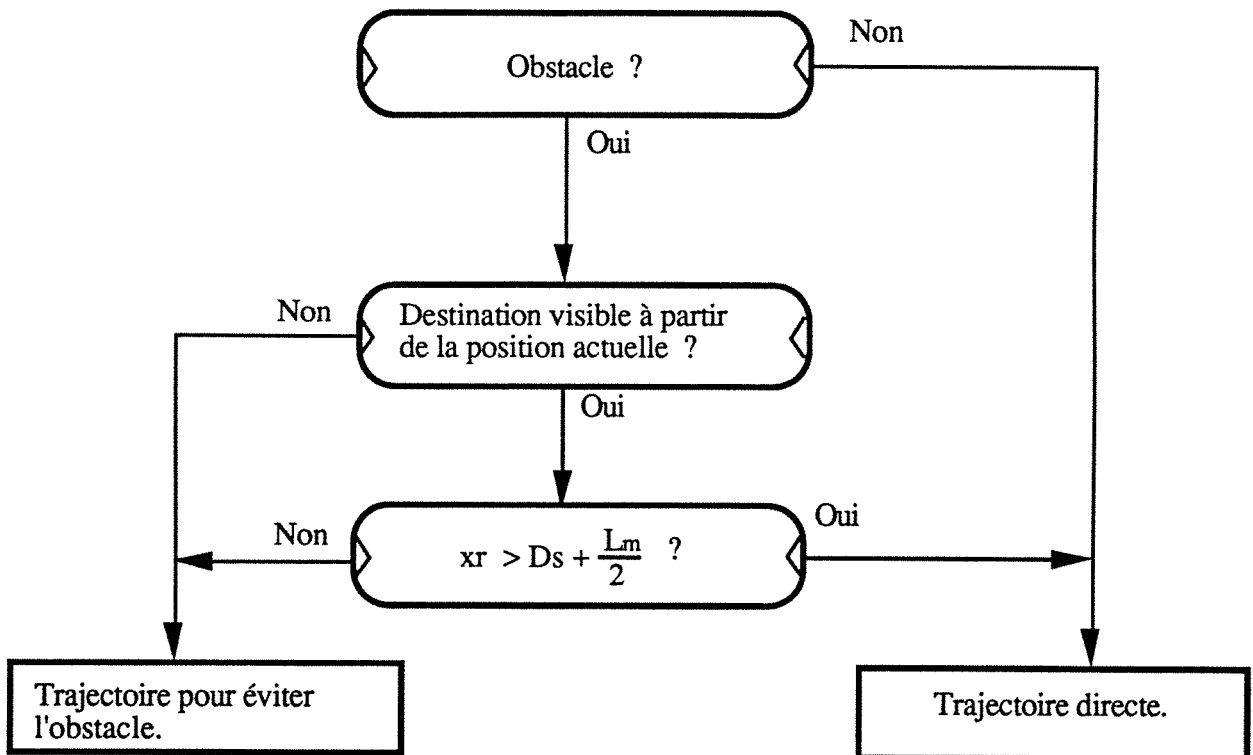 Non
Obstacle ?
Oui
Non
Destination visible à partir
de la position actuelle ?
Oui
Non
Oui
xr > Ds + Lm/2 ?
Trajectoire pour éviter
l'obstacle.
Trajectoire directe.